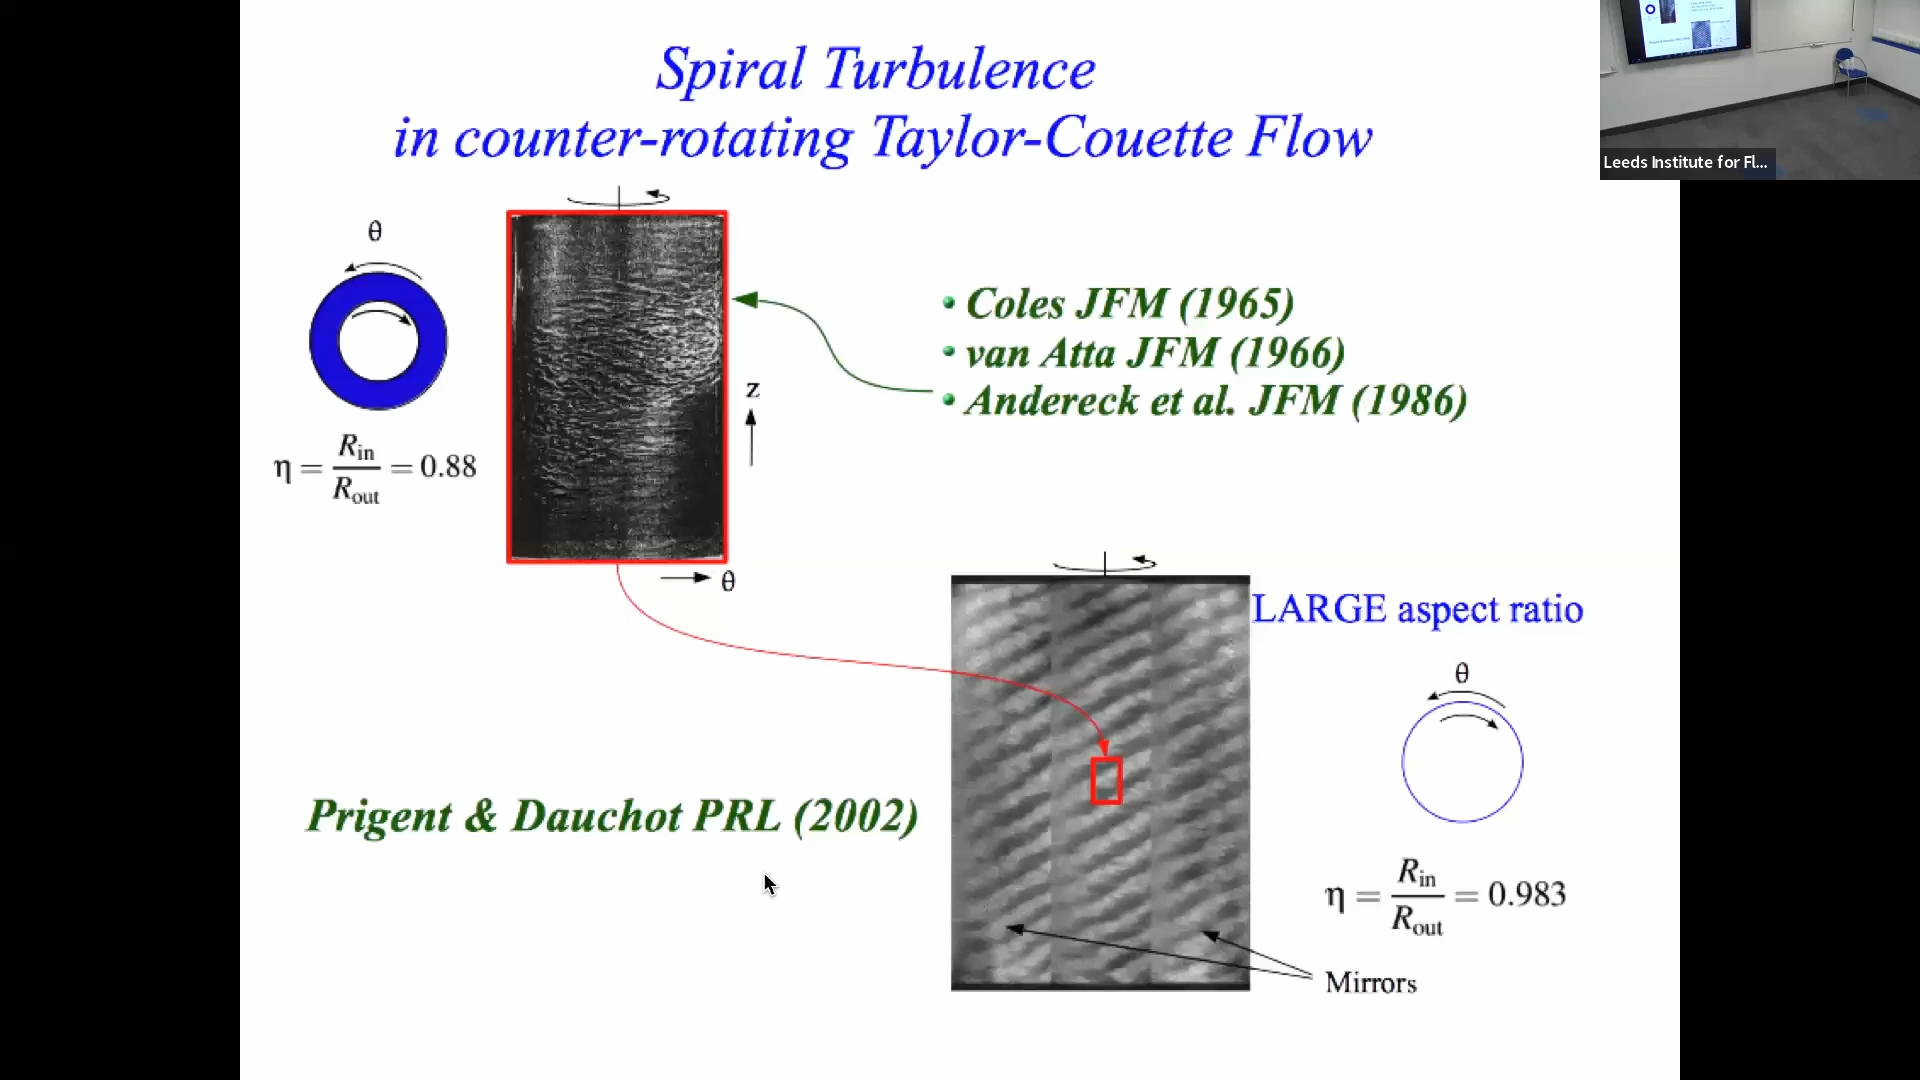 Spiral Turbulence
in counter-rotating Taylor-Couette Flow
Leeds Institute for Fl...
θ
η = R_in / R_out = 0.88
z
θ
• Coles JFM (1965)
• van Atta JFM (1966)
• Andereck et al. JFM (1986)
LARGE aspect ratio
θ
Prigent & Dauchot PRL (2002)
η = R_in / R_out = 0.983
Mirrors